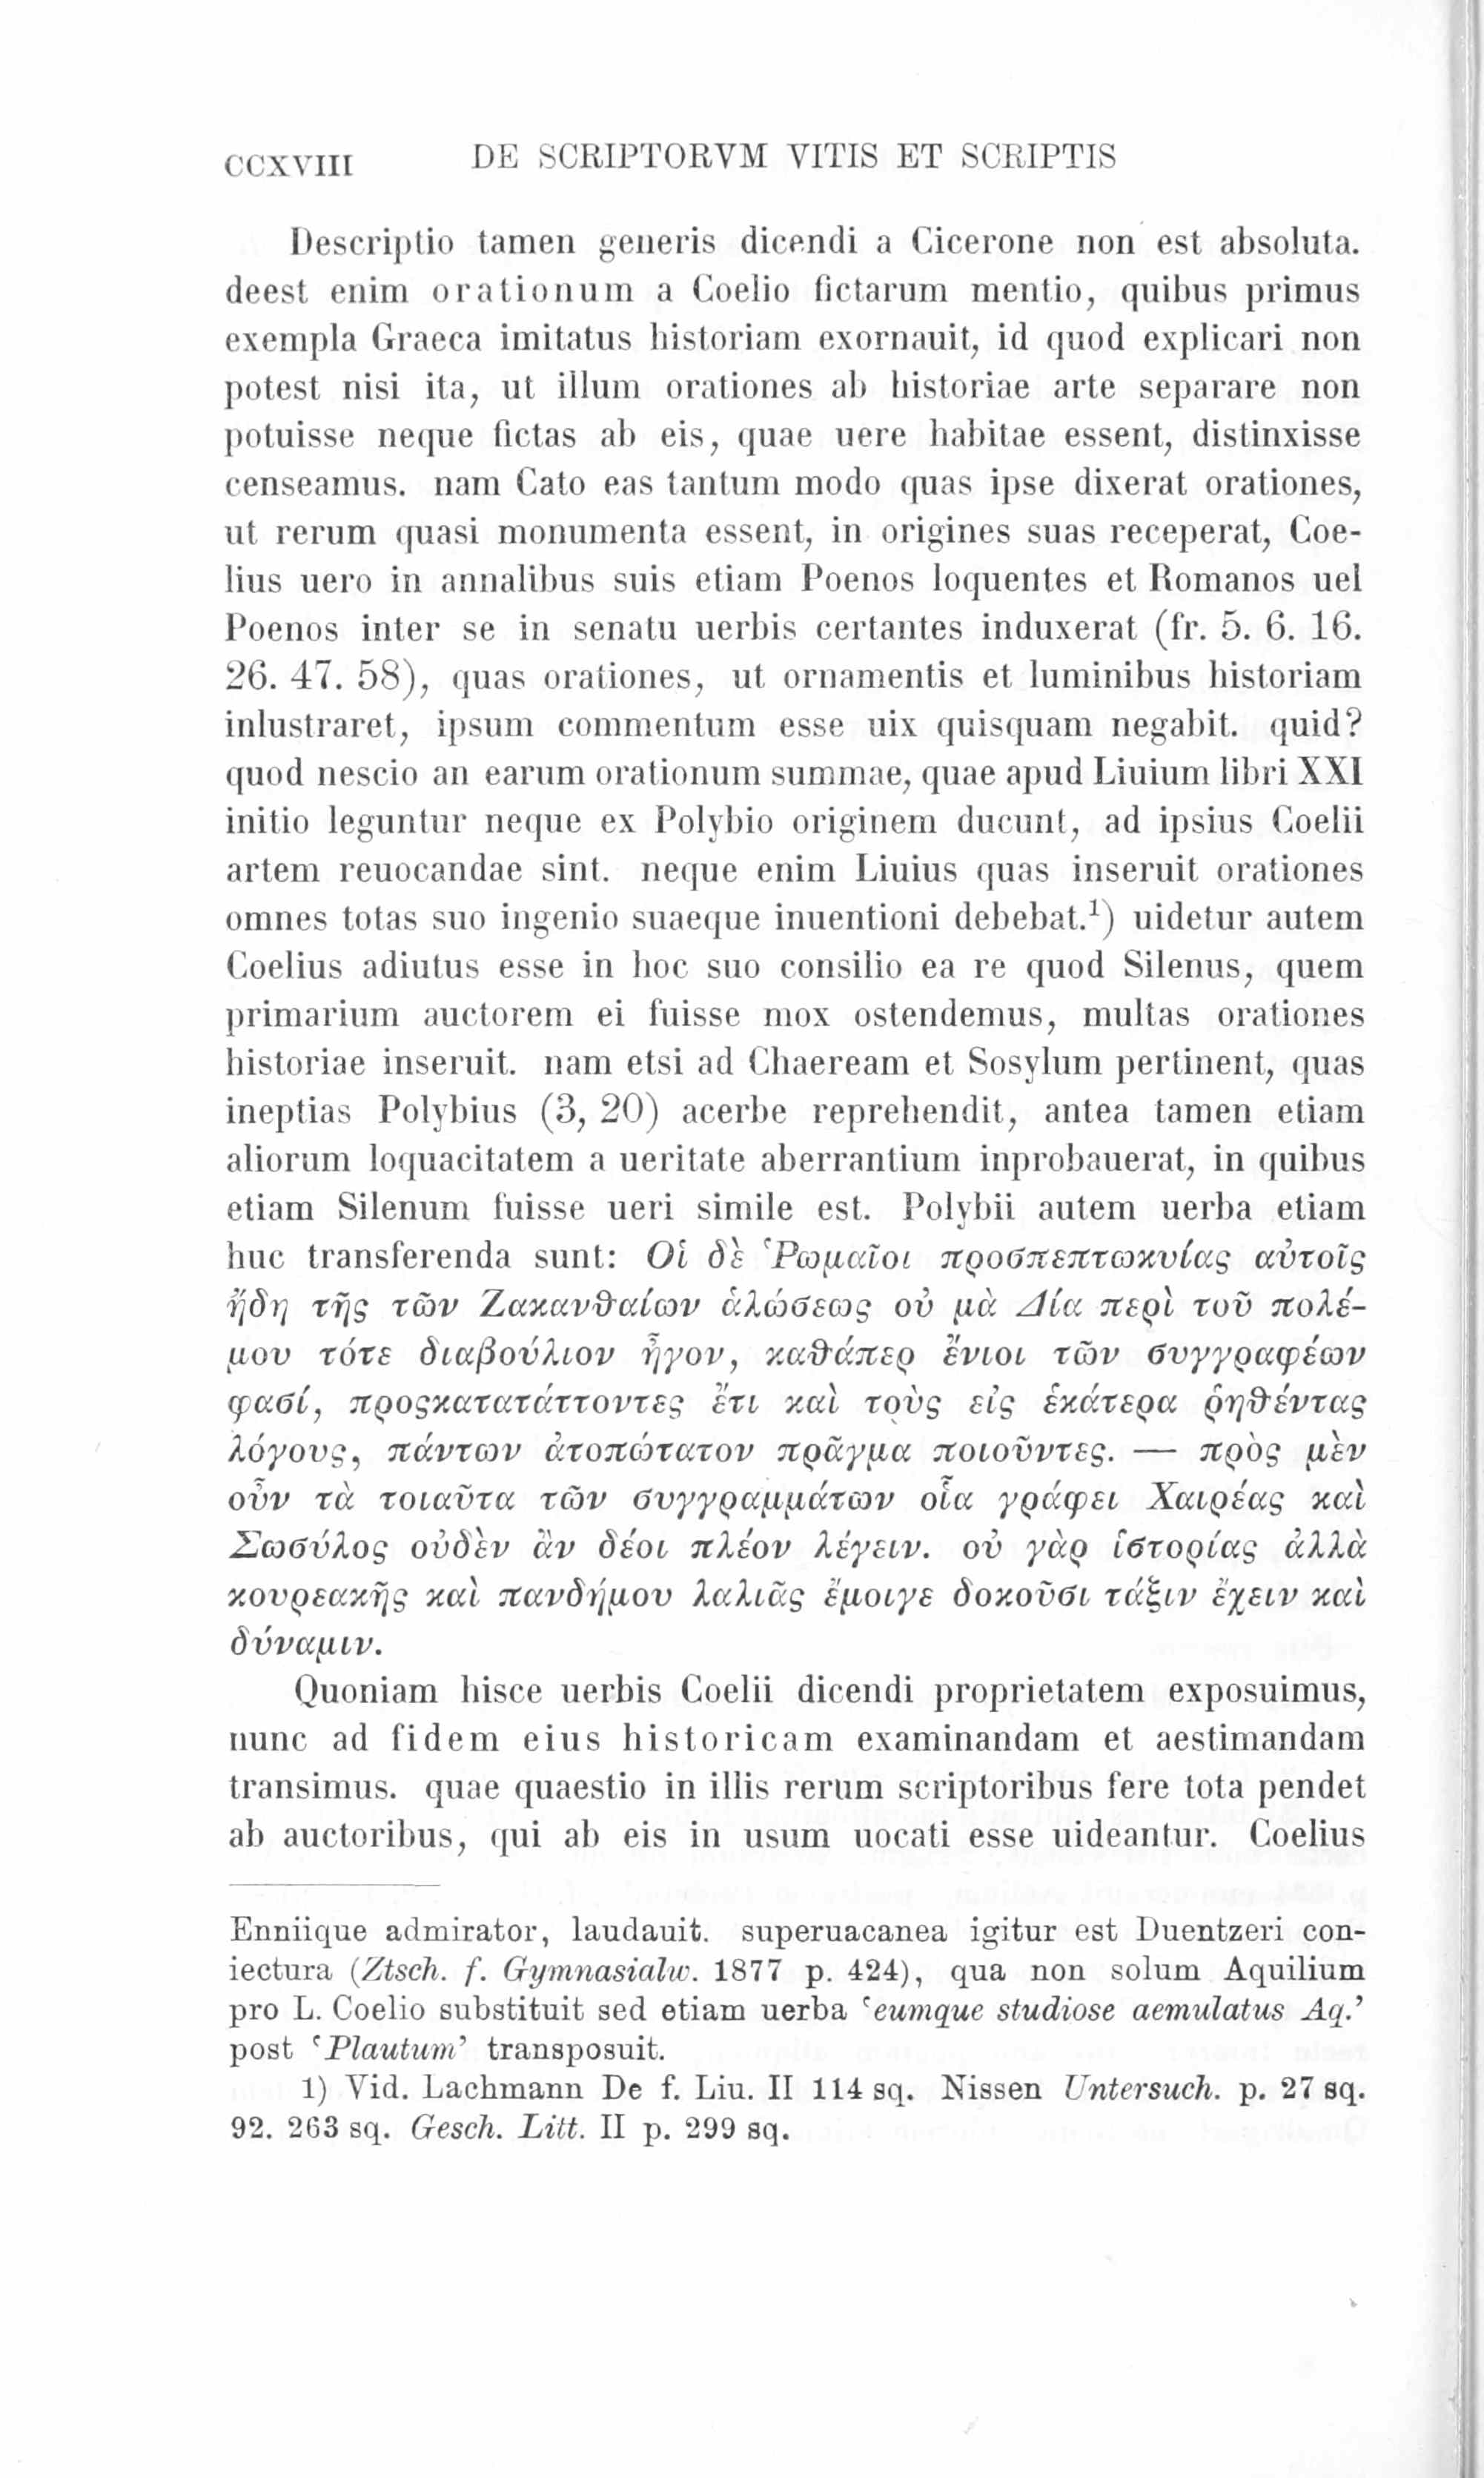 CCXVIII DE SCRIPTORVM VITIS ET SCRIPTIS
Descriptio tamen generis dicendi a Cicerone non est absoluta.
deest enim orationum a Coelio fictarum mentio, quibus primus
exempla Graeca imitatus historiam exornauit, id quod explicari non
potest nisi ita, ut illum orationes ab historiae arte separare non
potuisse neque fictas ab eis, quae uere habitae essent, distinxisse
censeamus. nam Cato eas tantum modo quas ipse dixerat orationes,
ut rerum quasi monumenta essent, in origines suas receperat, Coe-
lius uero in annalibus suis etiam Poenos loquentes et Romanos uel
Poenos inter se in senatu uerbis certantes induxerat (fr. 5. 6. 16.
26. 47. 58), quas orationes, ut ornamentis et luminibus historiam
inlustraret, ipsum commentum esse uix quisquam negabit. quid?
quod nescio an earum orationum summae, quae apud Liuium libri XXI
initio leguntur neque ex Polybio originem ducunt, ad ipsius Coelii
artem reuocandae sint. neque enim Liuius quas inseruit orationes
omnes totas suo ingenio suaeque inuentioni debebat.¹) uidetur autem
Coelius adiutus esse in hoc suo consilio ea re quod Silenus, quem
primarium auctorem ei fuisse mox ostendemus, multas orationes
historiae inseruit. nam etsi ad Chaeream et Sosylum pertinent, quas
ineptias Polybius (3, 20) acerbe reprehendit, antea tamen etiam
aliorum loquacitatem a ueritate aberrantium inprobauerat, in quibus
etiam Silenum fuisse ueri simile est. Polybii autem uerba etiam
huc transferenda sunt: Οἱ δὲ Ῥωμαῖοι προσπεπτωκυίας αὐτοῖς
ἤδη τῆς τῶν Ζακανθαίων ἁλώσεως οὐ μὰ Δία περὶ τοῦ πολέ-
μου τότε διαβούλιον ἦγον, καθάπερ ἔνιοι τῶν συγγραφέων
φασί, προςκατατάττοντες ἔτι καὶ τοὺς εἰς ἑκάτερα ῥηθέντας
λόγους, πάντων ἀτοπώτατον πρᾶγμα ποιοῦντες. — πρὸς μὲν
οὖν τὰ τοιαῦτα τῶν συγγραμμάτων οἷα γράφει Χαιρέας καὶ
Σωσύλος οὐδὲν ἂν δέοι πλέον λέγειν. οὐ γὰρ ἱστορίας ἀλλὰ
κουρεακῆς καὶ πανδήμου λαλιᾶς ἔμοιγε δοκοῦσι τάξιν ἔχειν καὶ
δύναμιν.
Quoniam hisce uerbis Coelii dicendi proprietatem exposuimus,
nunc ad fidem eius historicam examinandam et aestimandam
transimus. quae quaestio in illis rerum scriptoribus fere tota pendet
ab auctoribus, qui ab eis in usum uocati esse uideantur. Coelius
Enniique admirator, laudauit. superuacanea igitur est Duentzeri con-
iectura (Ztsch. f. Gymnasialw. 1877 p. 424), qua non solum Aquilium
pro L. Coelio substituit sed etiam uerba ‘eumque studiose aemulatus Aq.’
post ‘Plautum’ transposuit.
1) Vid. Lachmann De f. Liu. II 114 sq. Nissen Untersuch. p. 27 sq.
92. 263 sq. Gesch. Litt. II p. 299 sq.